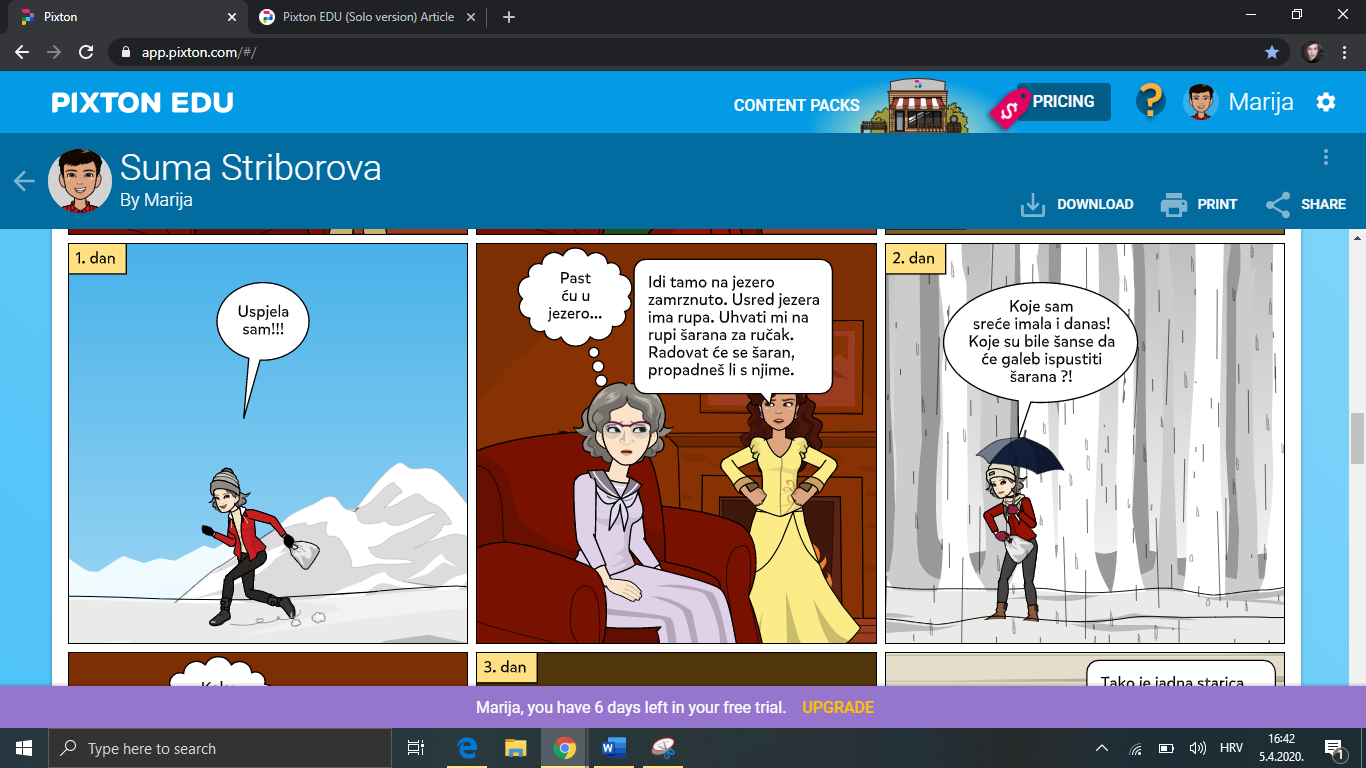 Pixton
Pixton EDU (Solo version) Article
app.pixton.com/#/
PIXTON EDU
CONTENT PACKS
PRICING
?
Marija
Suma Striborova
By Marija
DOWNLOAD
PRINT
SHARE
1. dan
Uspjela
sam!!!
Past
ću u
jezero...
Idi tamo na jezero
zamrznuto. Usred jezera
ima rupa. Uhvati mi na
rupi šarana za ručak.
Radovat će se šaran,
propadneš li s njime.
2. dan
Koje sam
sreće imala i danas!
Koje su bile šanse da
će galeb ispustiti
šarana ?!
3. dan
Tako je jadna starica
Marija, you have 6 days left in your free trial. UPGRADE
Type here to search
HRV
16:42
5.4.2020.
1